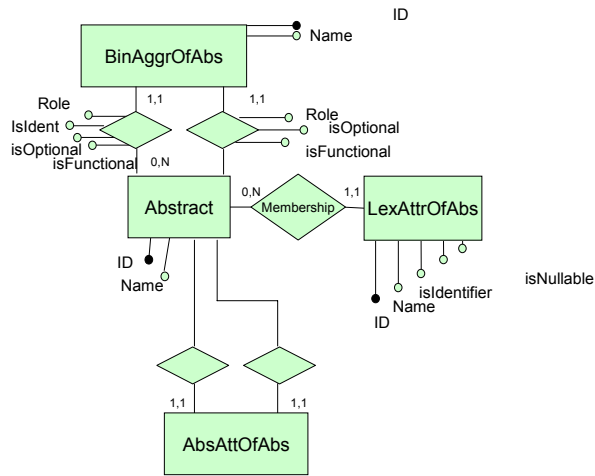 ID
Name
BinAggrOfAbs
1,1
1,1
Role
IsIdent
isOptional
isFunctional
Role
isOptional
isFunctional
0,N
Abstract
0,N
Membership
1,1
LexAttrOfAbs
ID
Name
isNullable
isIdentifier
Name
ID
1,1
1,1
AbsAttOfAbs